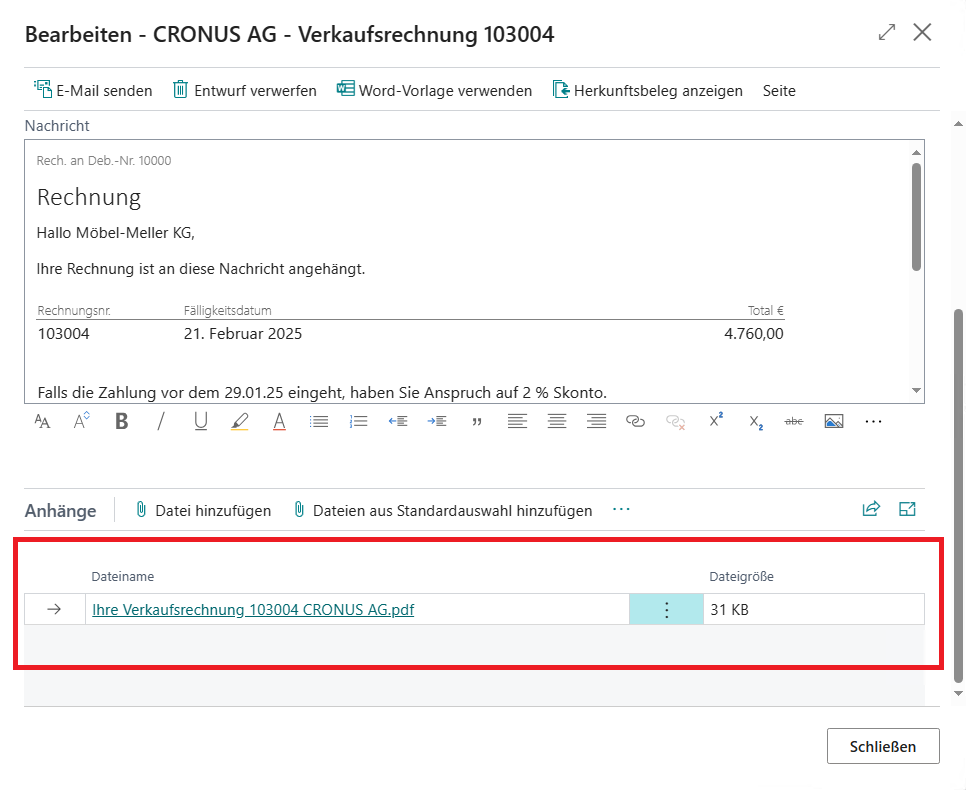 Bearbeiten - CRONUS AG - Verkaufsrechnung 103004
E-Mail senden Entwurf verwerfen Word-Vorlage verwenden Herkunftsbeleg anzeigen Seite
Nachricht
Rech. an Deb.-Nr. 10000
Rechnung
Hallo Möbel-Meller KG,
Ihre Rechnung ist an diese Nachricht angehängt.
Rechnungsnr. Fälligkeitsdatum Total €
103004 21. Februar 2025 4.760,00
Falls die Zahlung vor dem 29.01.25 eingeht, haben Sie Anspruch auf 2 % Skonto.
Anhänge Datei hinzufügen Dateien aus Standardauswahl hinzufügen ...
Dateiname Dateigröße
Ihre Verkaufsrechnung 103004 CRONUS AG.pdf 31 KB
Schließen